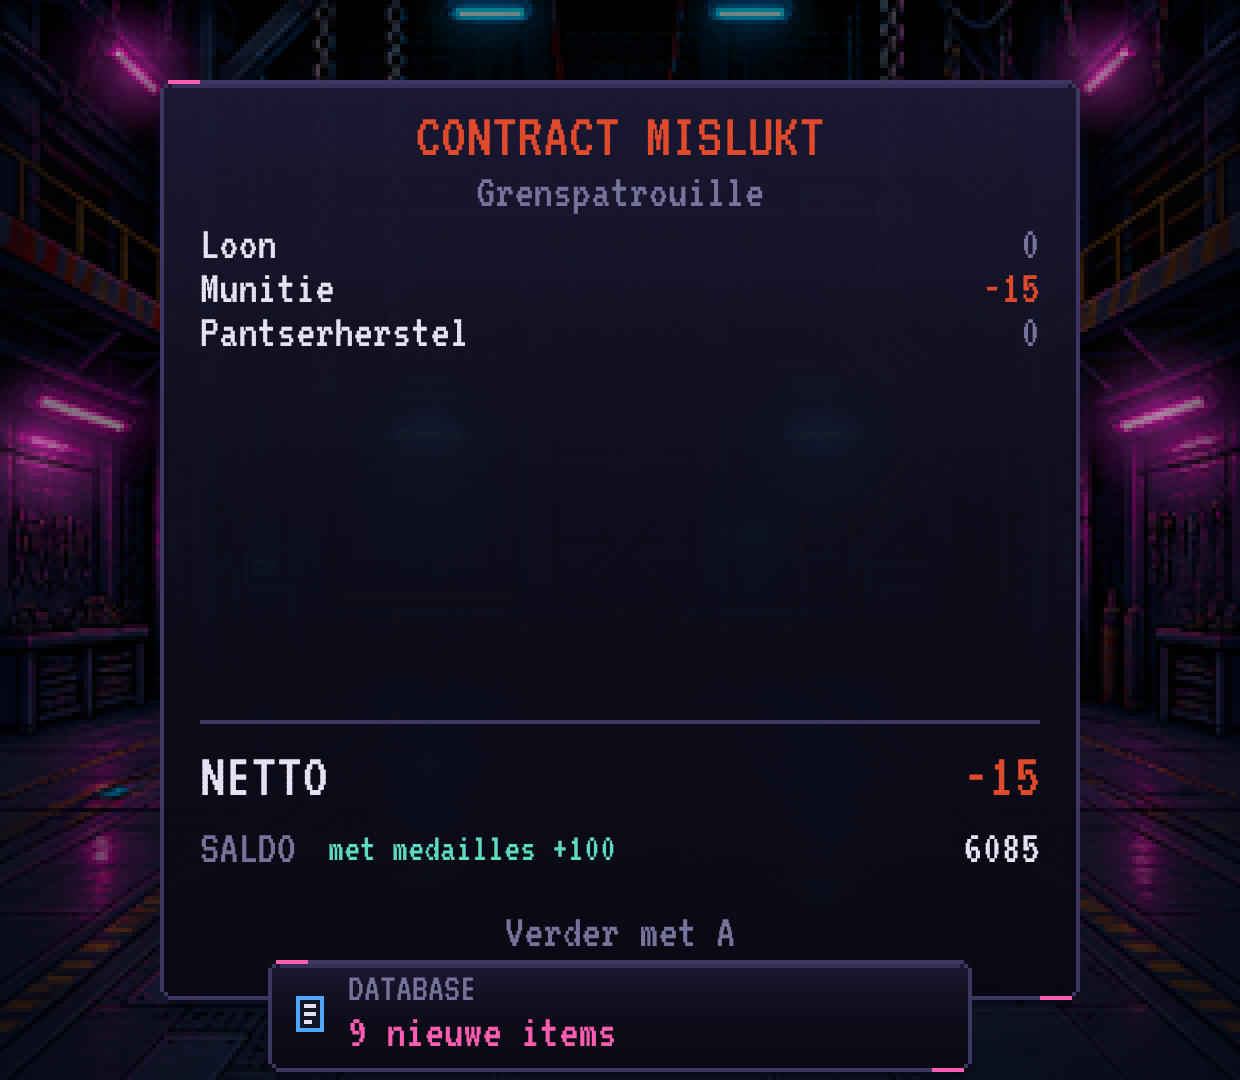 CONTRACT MISLUKT
Grenspatrouille
Loon 0
Munitie -15
Pantserherstel 0
NETTO -15
SALDO met medailles +100 6085
Verder met A
DATABASE
9 nieuwe items